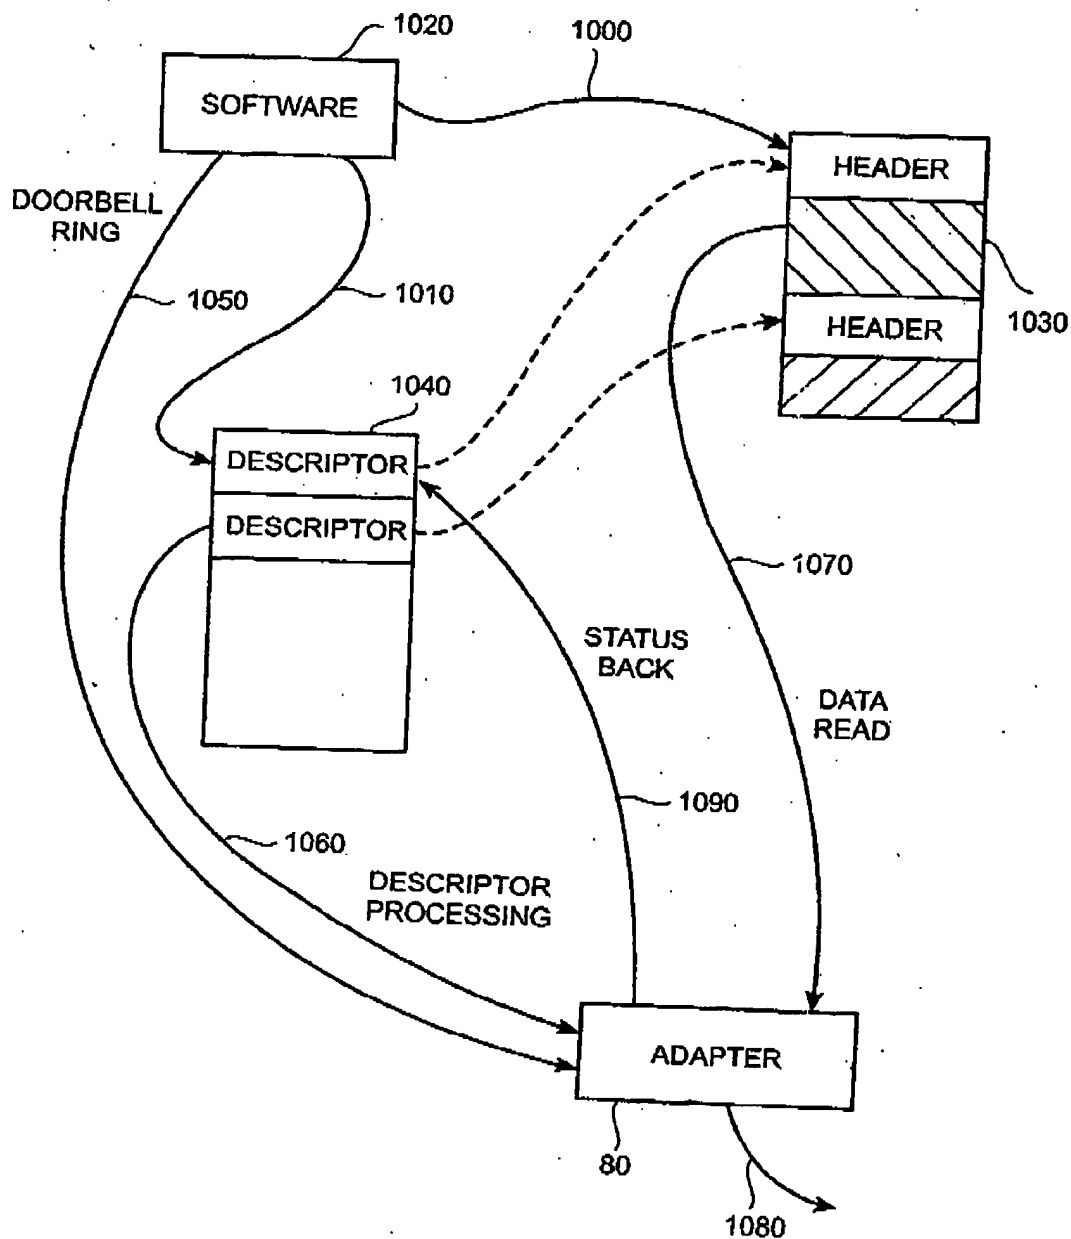 1020
1000
SOFTWARE
HEADER
DOORBELL
RING
1050
1010
1030
HEADER
1040
DESCRIPTOR
DESCRIPTOR
1070
STATUS
BACK
DATA
READ
1090
1060
DESCRIPTOR
PROCESSING
ADAPTER
80
1080